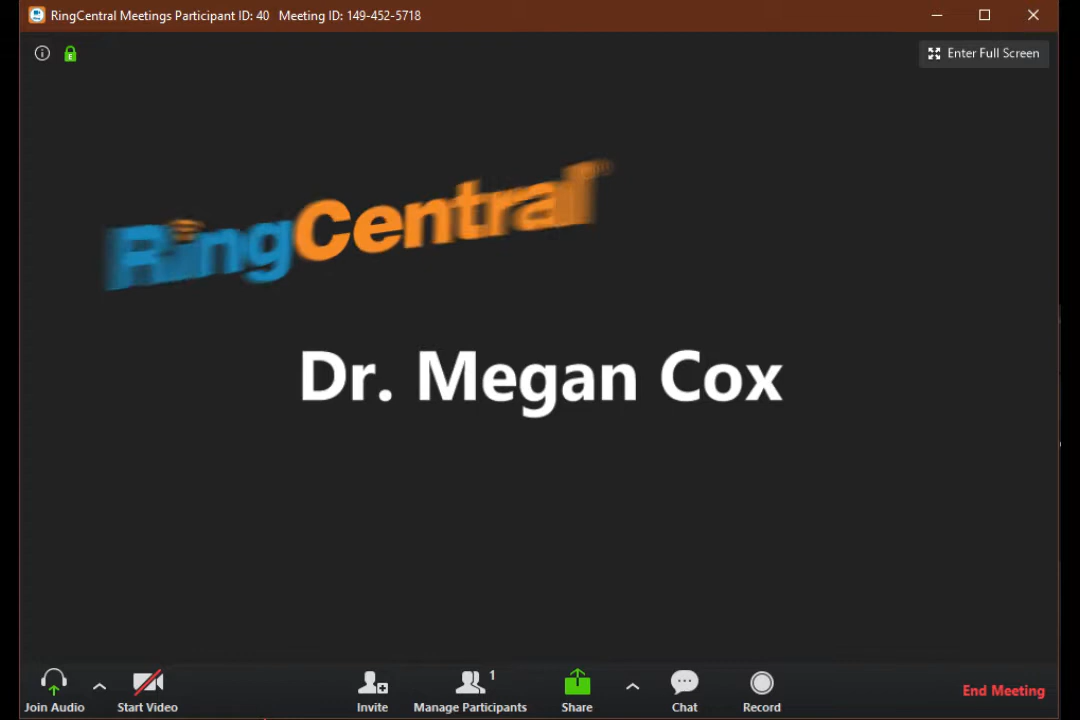 RingCentral Meetings Participant ID: 40 Meeting ID: 149-452-5718
E
Enter Full Screen
RingCentral
Dr. Megan Cox
Join Audio
Start Video
Invite
1
Manage Participants
Share
Chat
Record
End Meeting